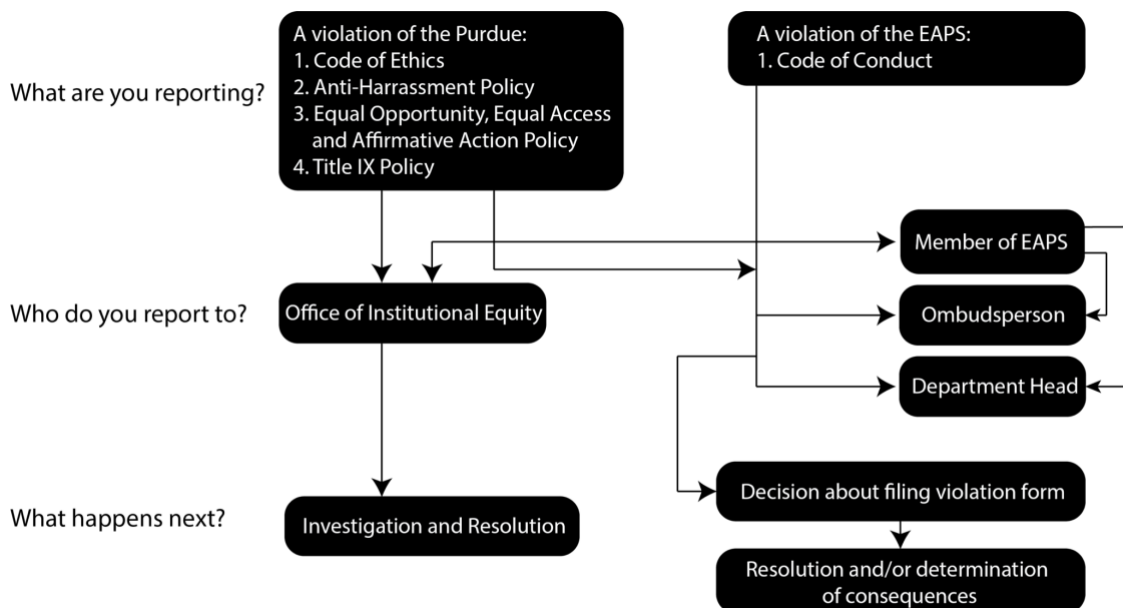 A violation of the Purdue:
1. Code of Ethics
2. Anti-Harrassment Policy
3. Equal Opportunity, Equal Access
and Affirmative Action Policy
4. Title IX Policy
A violation of the EAPS:
1. Code of Conduct
What are you reporting?
Member of EAPS
Who do you report to?
Office of Institutional Equity
Ombudsperson
Department Head
What happens next?
Investigation and Resolution
Decision about filing violation form
Resolution and/or determination
of consequences